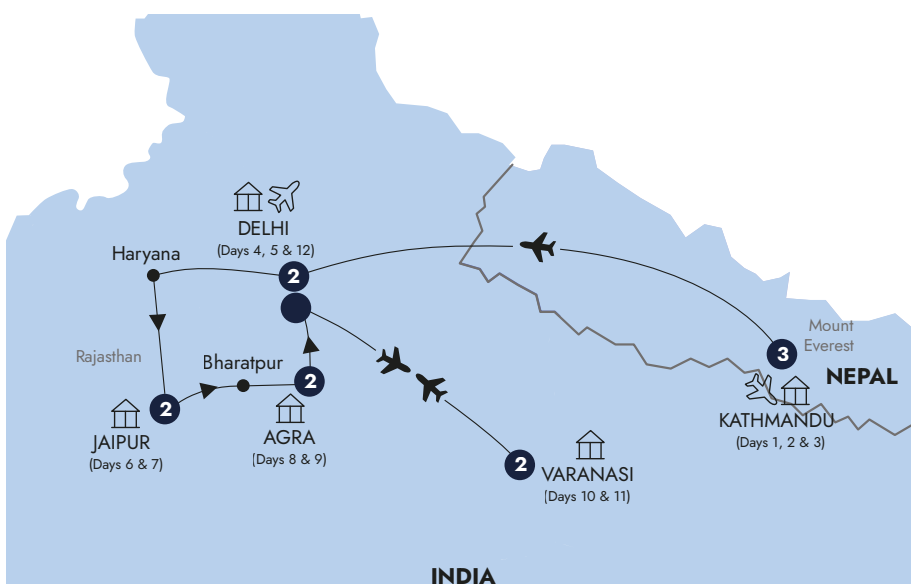 DELHI
(Days 4, 5 & 12)
Haryana
2
Mount
Everest
Rajasthan
Bharatpur
3
NEPAL
2
2
JAIPUR
(Days 6 & 7)
AGRA
(Days 8 & 9)
KATHMANDU
(Days 1, 2 & 3)
2
VARANASI
(Days 10 & 11)
INDIA